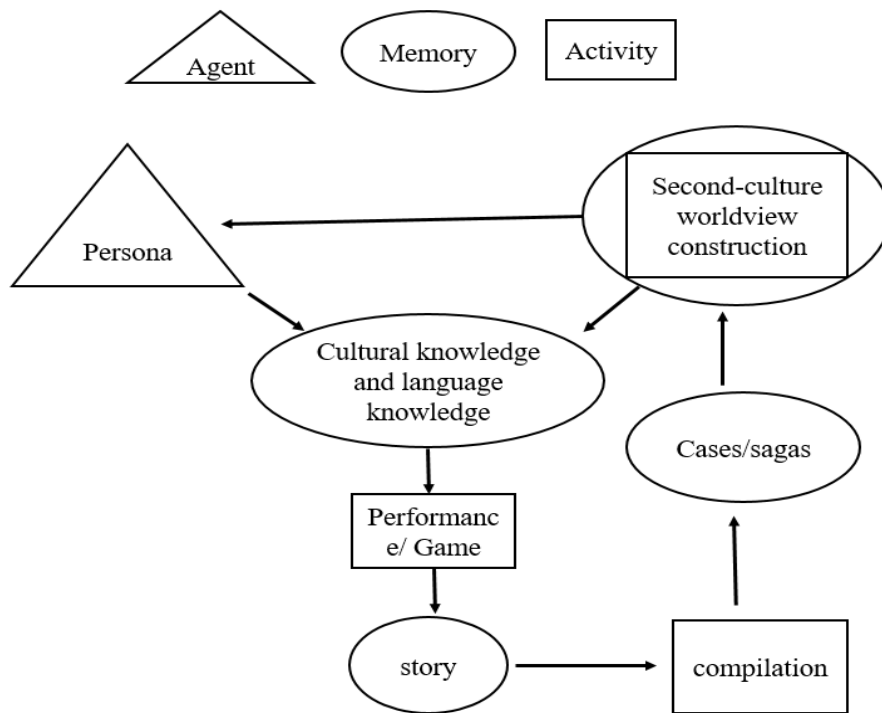 Agent
Memory
Activity
Persona
Second-culture
worldview
construction
Cultural knowledge
and language
knowledge
Cases/sagas
Performanc
e/ Game
story
compilation